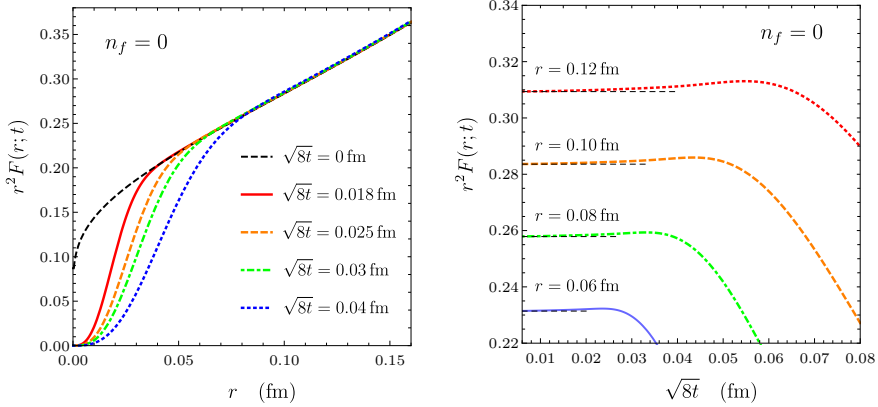 n_f = 0
r²F(r; t)
0.35
0.30
0.25
0.20
0.15
0.10
0.05
0.00
√8t = 0 fm
√8t = 0.018 fm
√8t = 0.025 fm
√8t = 0.03 fm
√8t = 0.04 fm
0.00 0.05 0.10 0.15
r (fm)
n_f = 0
r²F(r; t)
0.34
0.32
0.30
0.28
0.26
0.24
0.22
r = 0.12 fm
r = 0.10 fm
r = 0.08 fm
r = 0.06 fm
0.01 0.02 0.03 0.04 0.05 0.06 0.07 0.08
√8t (fm)